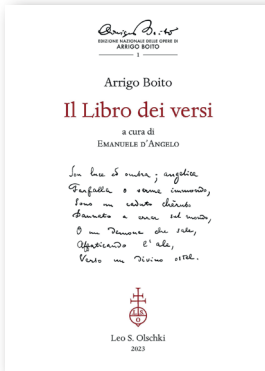 Arrigo Boito
EDIZIONE NAZIONALE DELLE OPERE DI
ARRIGO BOITO
1
Arrigo Boito
Il Libro dei versi
a cura di
EMANUELE D'ANGELO
Son luce ed ombra; angelica
Farfalla o verme immondo,
Sono un caduto chèrubo
Dannato a errar sul mondo,
O un demone che sale,
Affaticando l'ale,
Verso un divino ostel.
L S
O
Leo S. Olschki
2023